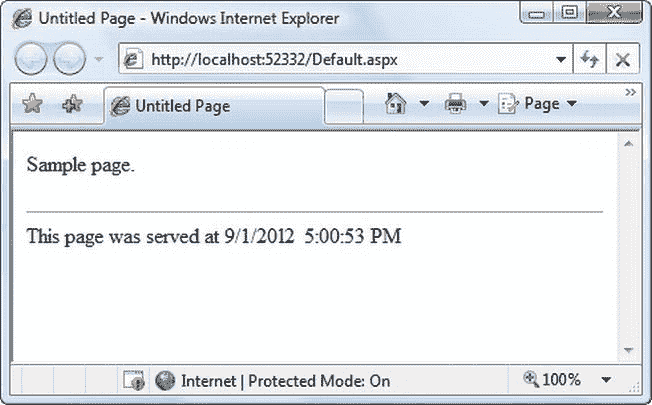 Untitled Page - Windows Internet Explorer
http://localhost:52332/Default.aspx
Untitled Page
Page
Sample page.
This page was served at 9/1/2012 5:00:53 PM
Internet | Protected Mode: On
100%